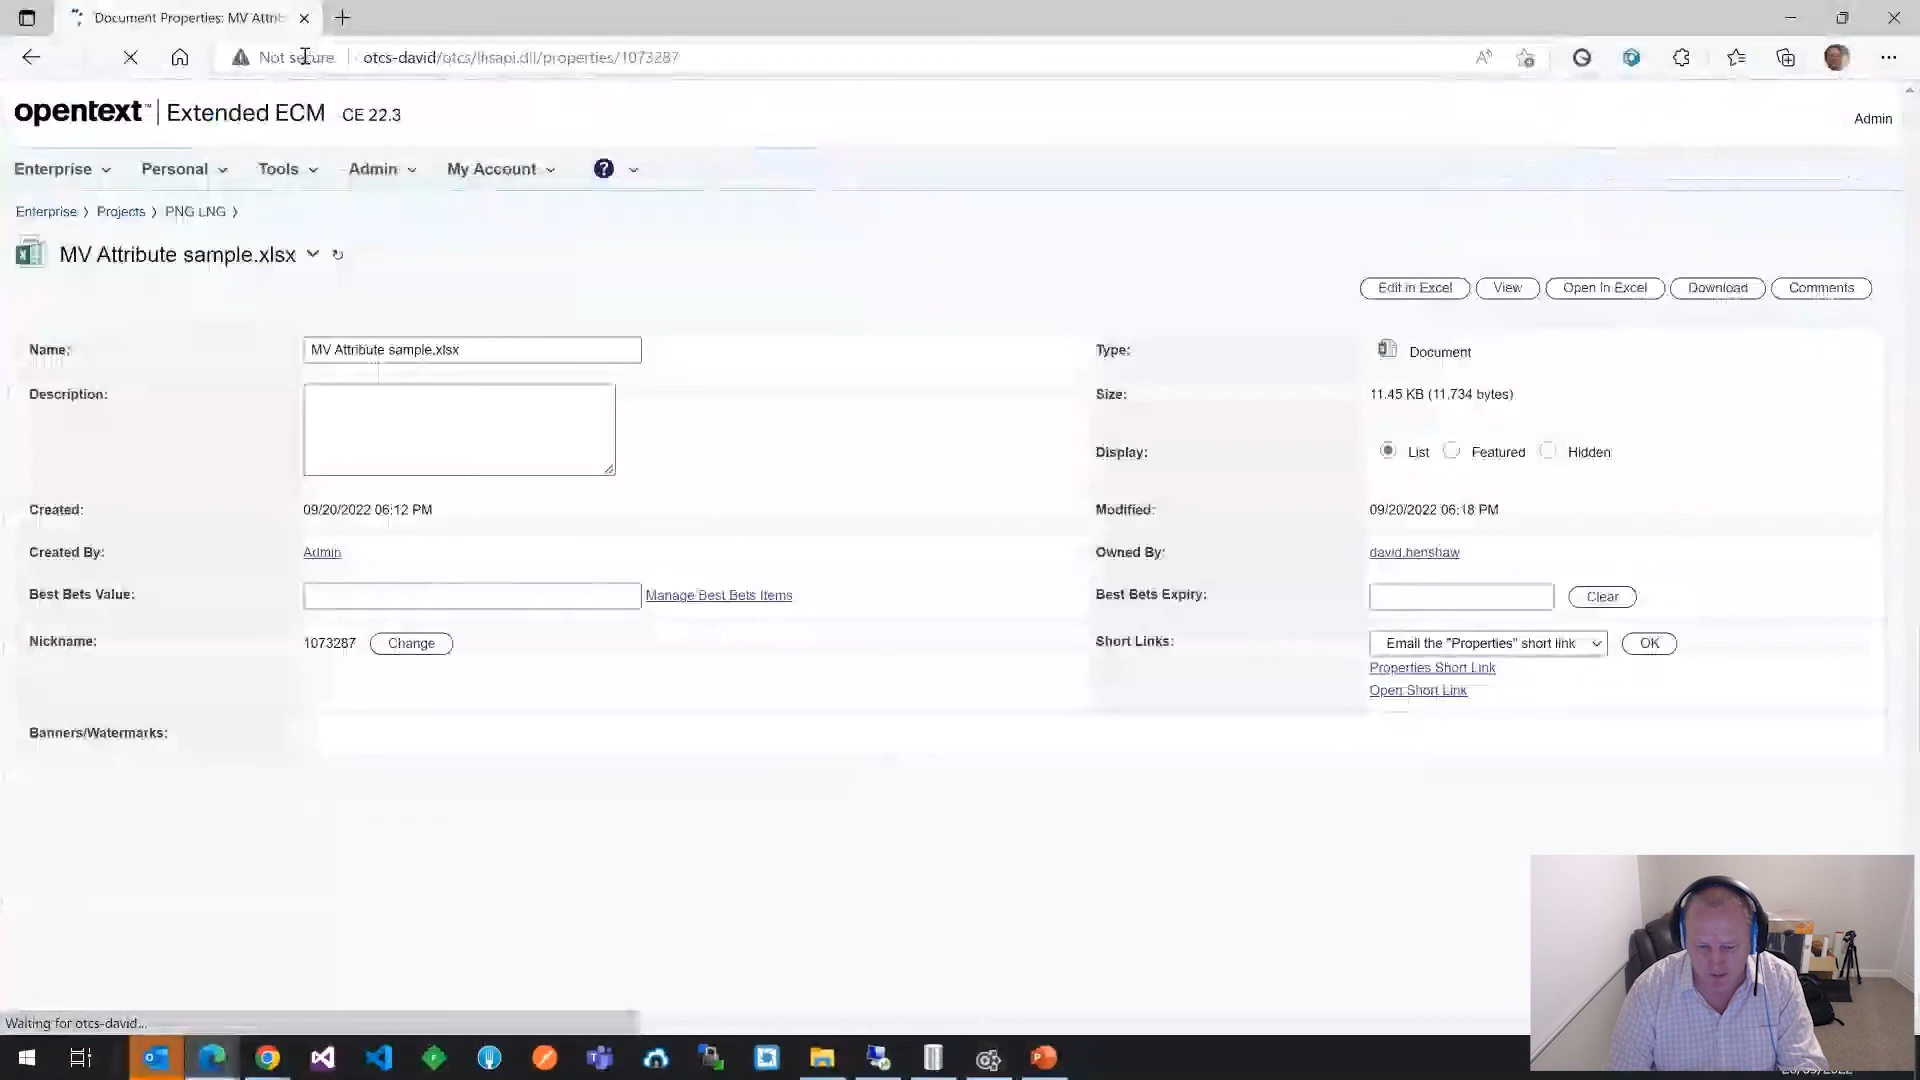 Document Properties: MV Attrib
Not secure
otcs-david/otcs/llisapi.dll/properties/1073287
opentext™ | Extended ECM CE 22.3
Admin
Enterprise Personal Tools Admin My Account ?
Enterprise 〉 Projects 〉 PNG LNG 〉
MV Attribute sample.xlsx
Edit in Excel View Open In Excel Download Comments
Name: MV Attribute sample.xlsx
Type: Document
Description:
Size: 11.45 KB (11,734 bytes)
Display: List Featured Hidden
Created: 09/20/2022 06:12 PM
Modified: 09/20/2022 06:18 PM
Created By: Admin
Owned By: david.henshaw
Best Bets Value: Manage Best Bets Items
Best Bets Expiry: Clear
Nickname: 1073287 Change
Short Links: Email the "Properties" short link OK
Properties Short Link
Open Short Link
Banners/Watermarks:
Waiting for otcs-david...